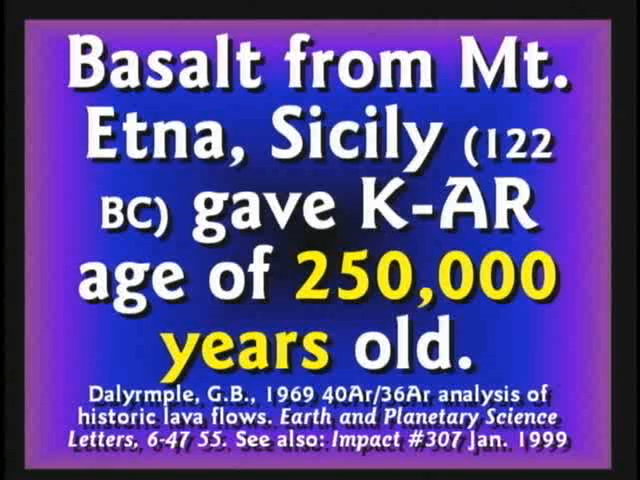 Basalt from Mt.
Etna, Sicily (122
BC) gave K-AR
age of 250,000
years old.
Dalyrmple, G.B., 1969 40Ar/36Ar analysis of
historic lava flows. Earth and Planetary Science
Letters, 6-47 55. See also: Impact #307 Jan. 1999